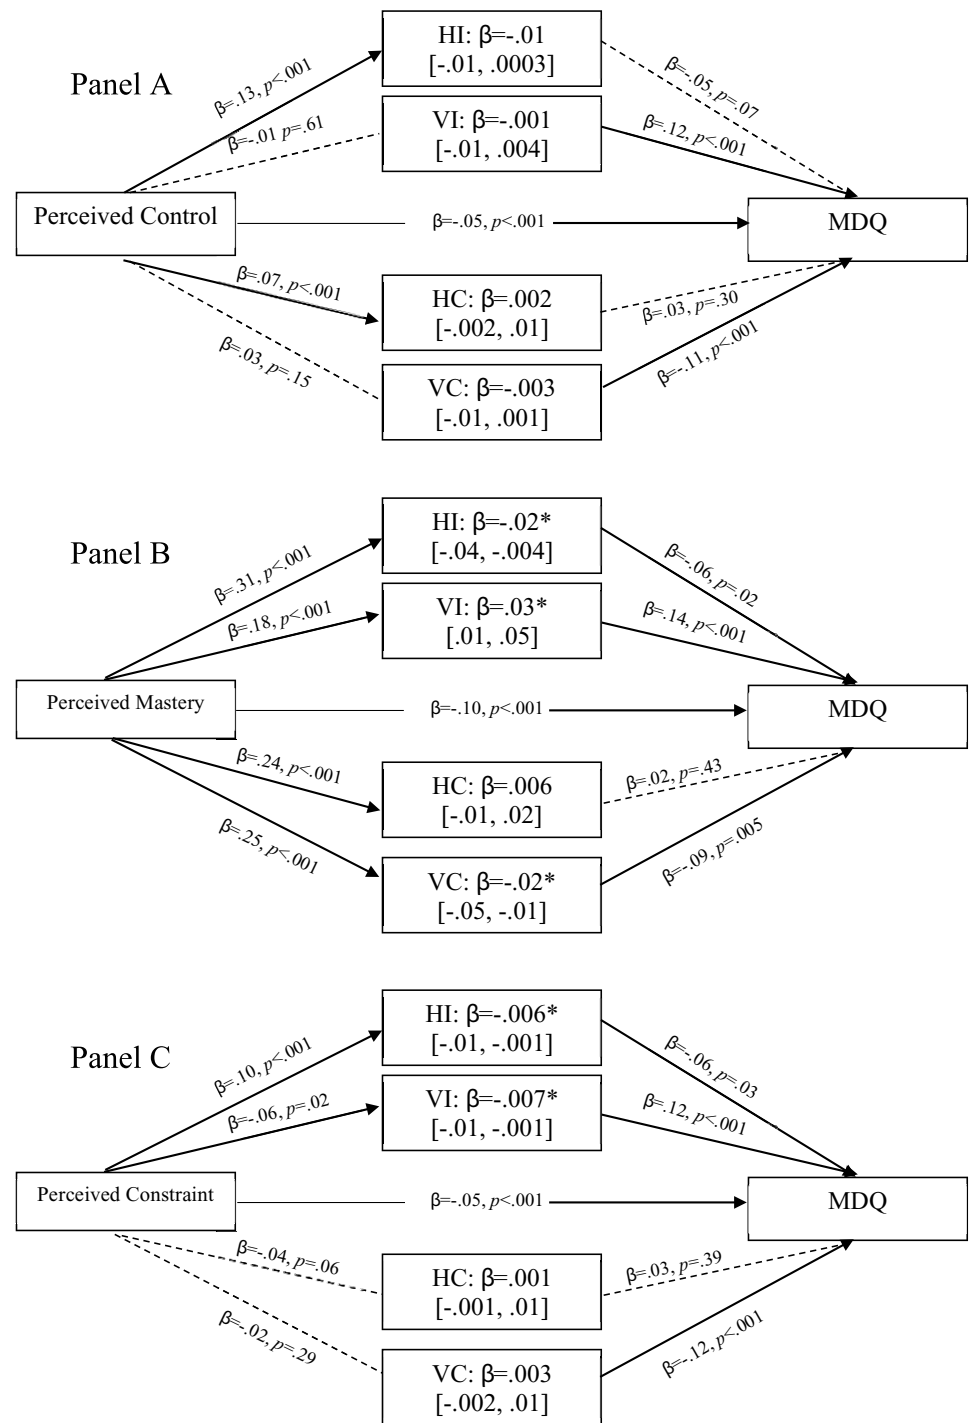 Panel A
HI: β=-.01
[-.01, .0003]
VI: β=-.001
[-.01, .004]
β=.13, p<.001
β=-.01 p=.61
β=-.05, p=.07
β=.12, p<.001
Perceived Control
β=-.05, p<.001
MDQ
β=.07, p<.001
β=.03, p=.15
HC: β=.002
[-.002, .01]
VC: β=-.003
[-.01, .001]
β=.03, p=.30
β=-.11, p<.001
Panel B
HI: β=-.02*
[-.04, -.004]
VI: β=.03*
[.01, .05]
β=.31, p<.001
β=.18, p<.001
β=-.06, p=.02
β=.14, p<.001
Perceived Mastery
β=-.10, p<.001
MDQ
β=.24, p<.001
β=.25, p<.001
HC: β=.006
[-.01, .02]
VC: β=-.02*
[-.05, -.01]
β=.02, p=.43
β=-.09, p=.005
Panel C
HI: β=-.006*
[-.01, -.001]
VI: β=-.007*
[-.01, -.001]
β=.10, p<.001
β=-.06, p=.02
β=-.06, p=.03
β=.12, p<.001
Perceived Constraint
β=-.05, p<.001
MDQ
β=-.04, p=.06
β=-.02, p=.29
HC: β=.001
[-.001, .01]
VC: β=.003
[-.002, .01]
β=.03, p=.39
β=-.12, p<.001